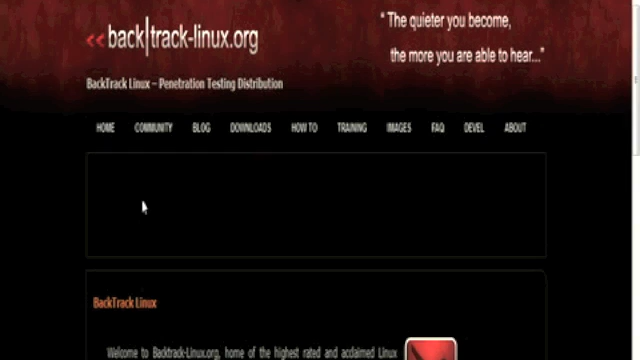 << back|track-linux.org
“ The quieter you become,
the more you are able to hear...”
BackTrack Linux – Penetration Testing Distribution
HOME COMMUNITY BLOG DOWNLOADS HOW TO TRAINING IMAGES FAQ DEVEL ABOUT
BackTrack Linux
Welcome to Backtrack-Linux.org, home of the highest rated and acclaimed Linux